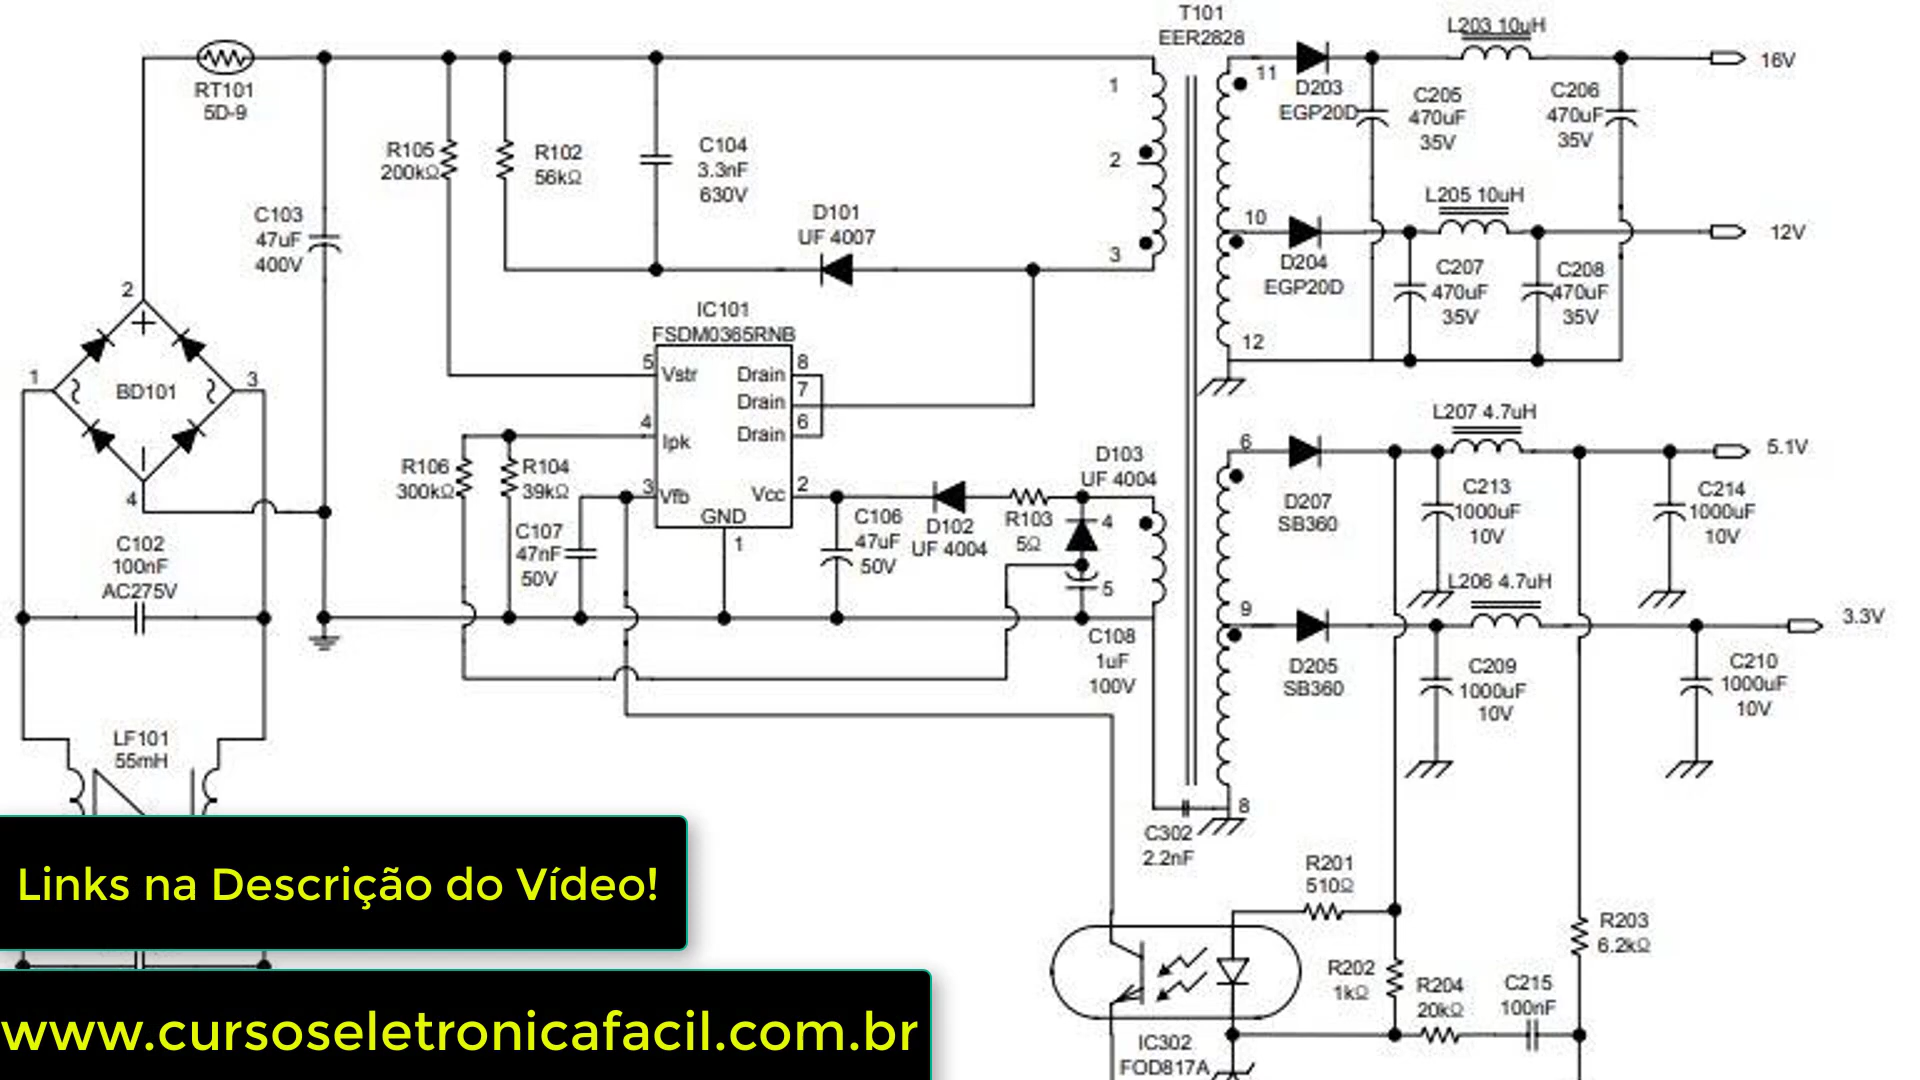 T101
EER2828
L203 10uH
RT101
5D-9
1
11
D203
EGP20D
C205
470uF
35V
C206
470uF
35V
16V
R105
200kΩ
R102
56kΩ
C104
3.3nF
630V
2
L205 10uH
C103
47uF
400V
D101
UF 4007
3
10
D204
EGP20D
C207
470uF
35V
C208
470uF
35V
12V
2
+
1
BD101
3
4
IC101
FSDM0365RNB
5
Vstr
Drain
8
Drain
7
Drain
6
4
Ipk
3
Vfb
Vcc
2
GND
1
12
L207 4.7uH
6
5.1V
R106
300kΩ
R104
39kΩ
C107
47nF
50V
C106
47uF
50V
D102
UF 4004
R103
5Ω
D103
UF 4004
4
5
D207
SB360
C213
1000uF
10V
C214
1000uF
10V
C102
100nF
AC275V
L206 4.7uH
9
3.3V
C108
1uF
100V
D205
SB360
C209
1000uF
10V
C210
1000uF
10V
LF101
55mH
8
C302
2.2nF
Links na Descrição do Vídeo!
R201
510Ω
R203
6.2kΩ
R202
1kΩ
R204
20kΩ
C215
100nF
www.cursoseletronicafacil.com.br
IC302
FOD817A